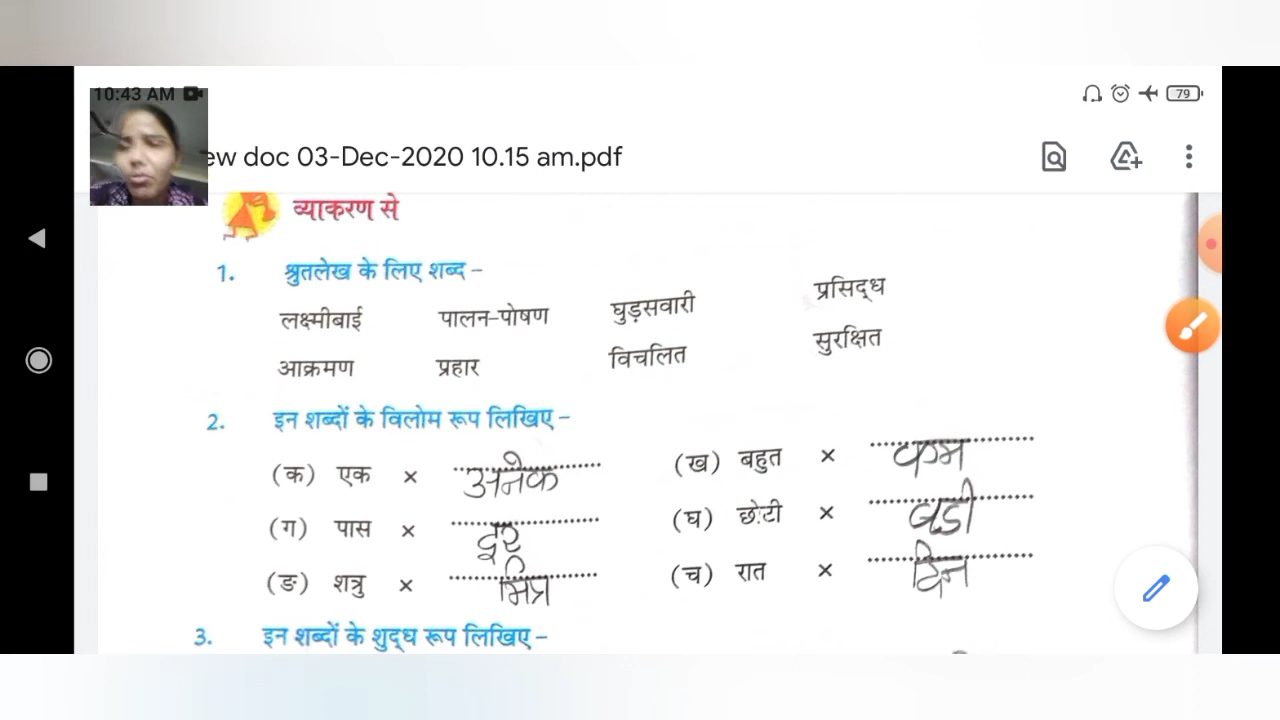 10:43 AM
79
ew doc 03-Dec-2020 10.15 am.pdf
व्याकरण से
1. श्रुतलेख के लिए शब्द –
लक्ष्मीबाई पालन-पोषण घुड़सवारी प्रसिद्ध
आक्रमण प्रहार विचलित सुरक्षित
2. इन शब्दों के विलोम रूप लिखिए –
(क) एक × अनेक (ख) बहुत × कम
(ग) पास × दूर (घ) छोटी × बडी
(ङ) शत्रु × मित्र (च) रात × दिन
3. इन शब्दों के शुद्ध रूप लिखिए –